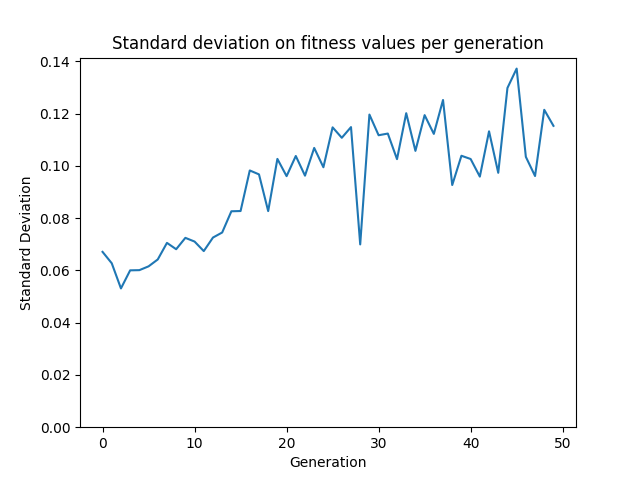 Standard deviation on fitness values per generation
0.14
0.12
0.10
0.08
0.06
0.04
0.02
0.00
Standard Deviation
0 10 20 30 40 50
Generation